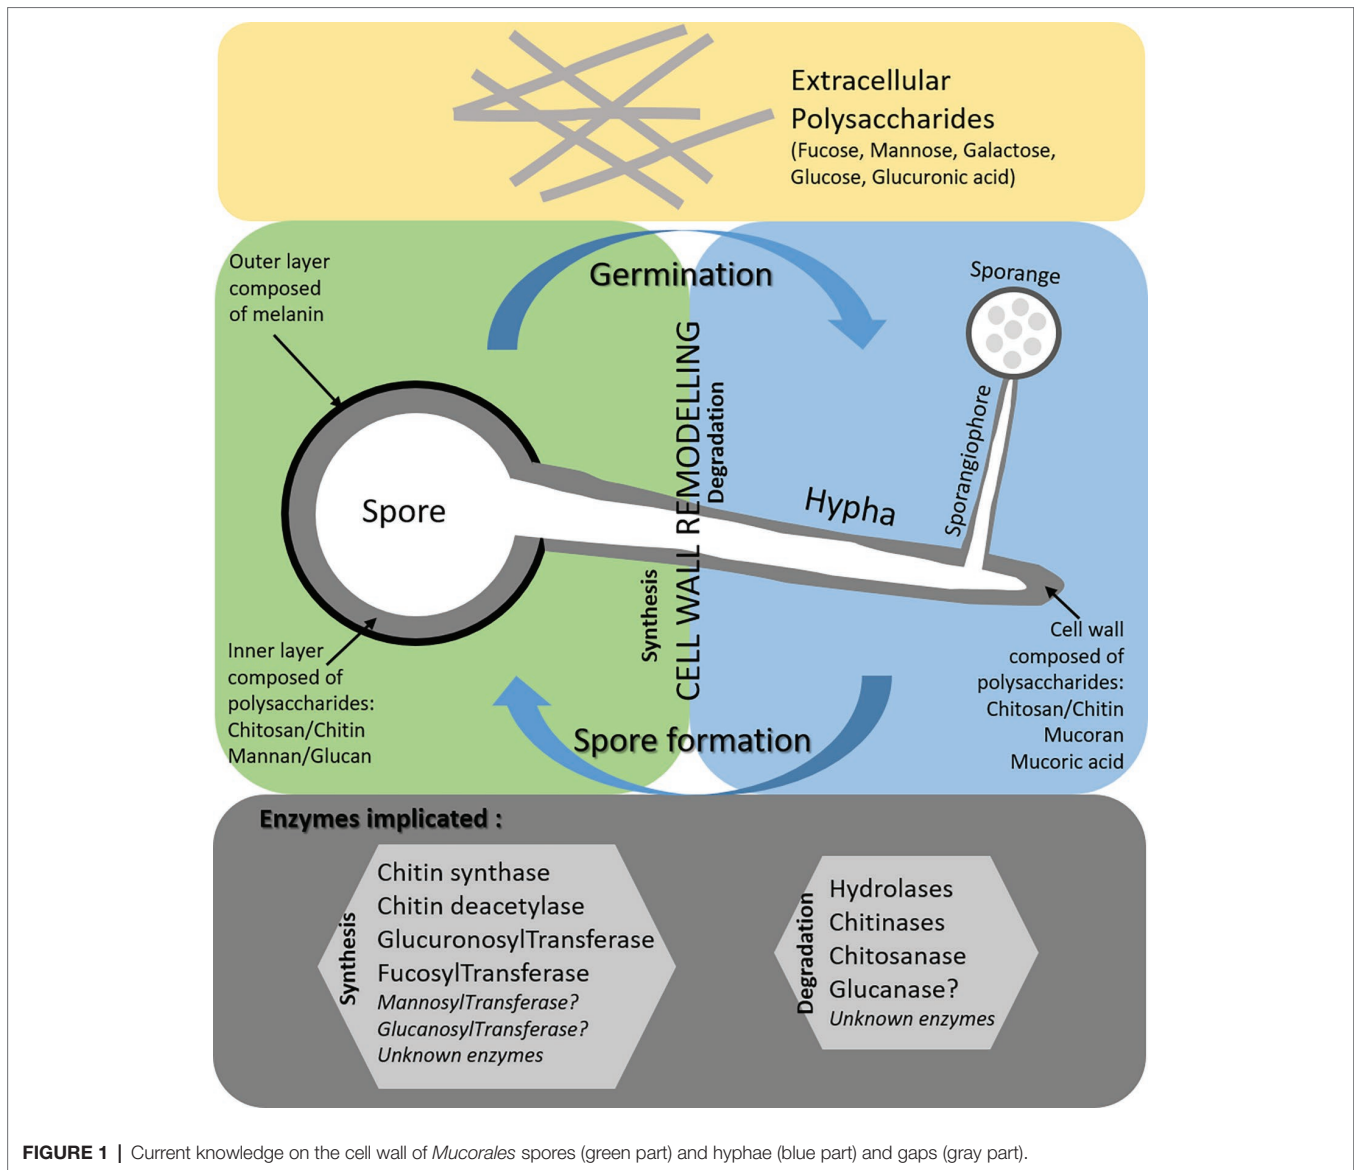 Extracellular
Polysaccharides
(Fucose, Mannose, Galactose,
Glucose, Glucuronic acid)
Outer layer
composed
of melanin
Germination
Sporange
Sporangiophore
CELL WALL REMODELLING
Degradation
Synthesis
Spore
Hypha
Inner layer
composed of
polysaccharides:
Chitosan/Chitin
Mannan/Glucan
Cell wall
composed of
polysaccharides:
Chitosan/Chitin
Mucoran
Mucoric acid
Spore formation
Enzymes implicated :
Synthesis
Chitin synthase
Chitin deacetylase
GlucuronosylTransferase
FucosylTransferase
MannosylTransferase?
GlucanosylTransferase?
Unknown enzymes
Degradation
Hydrolases
Chitinases
Chitosanase
Glucanase?
Unknown enzymes
FIGURE 1 | Current knowledge on the cell wall of Mucorales spores (green part) and hyphae (blue part) and gaps (gray part).